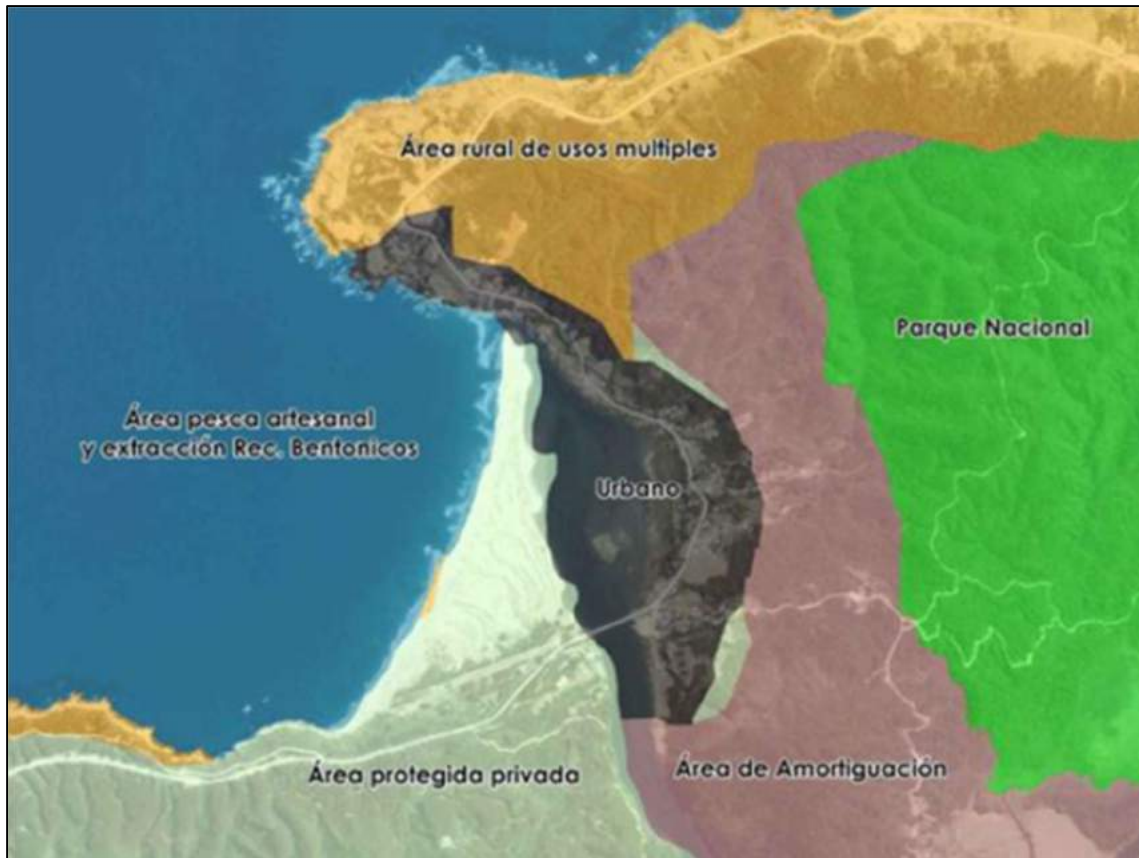 Área rural de usos multiples
Parque Nacional
Área pesca artesanal
y extracción Rec. Bentonicos
Urbano
Área protegida privada
Área de Amortiguación